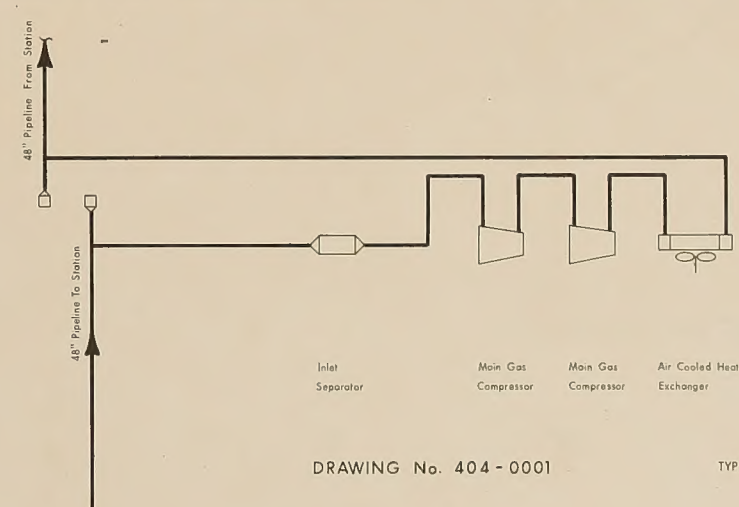 48" Pipeline From Station
48" Pipeline To Station
Inlet
Separator
Main Gas
Compressor
Main Gas
Compressor
Air Cooled Heat
Exchanger
DRAWING No. 404-0001
TYP